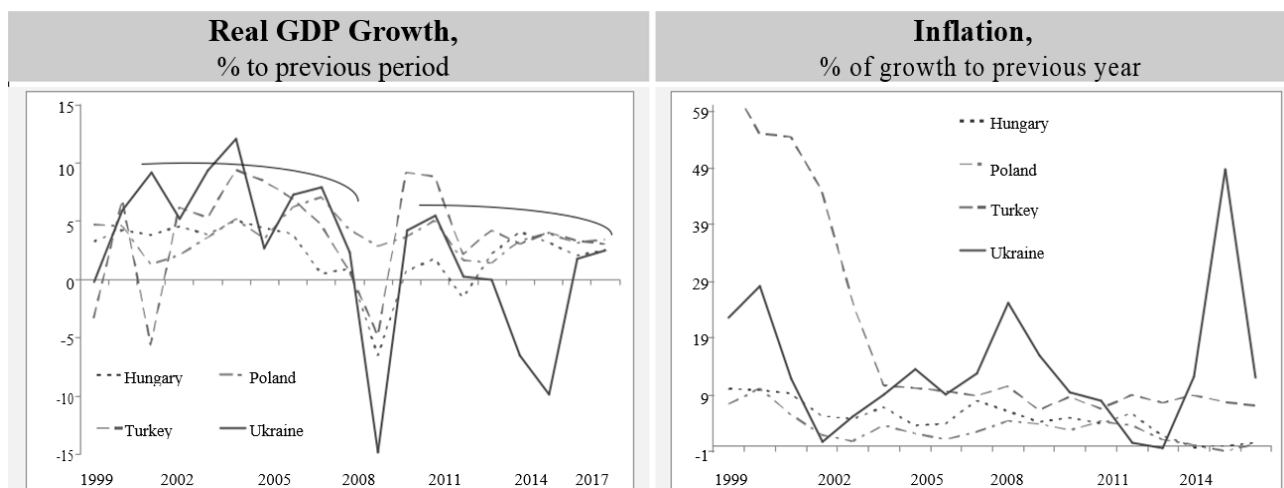 Real GDP Growth,
% to previous period
15
10
5
0
-5
-10
-15
Hungary
Poland
Turkey
Ukraine
1999 2002 2005 2008 2011 2014 2017
Inflation,
% of growth to previous year
59
49
39
29
19
9
-1
Hungary
Poland
Turkey
Ukraine
1999 2002 2005 2008 2011 2014